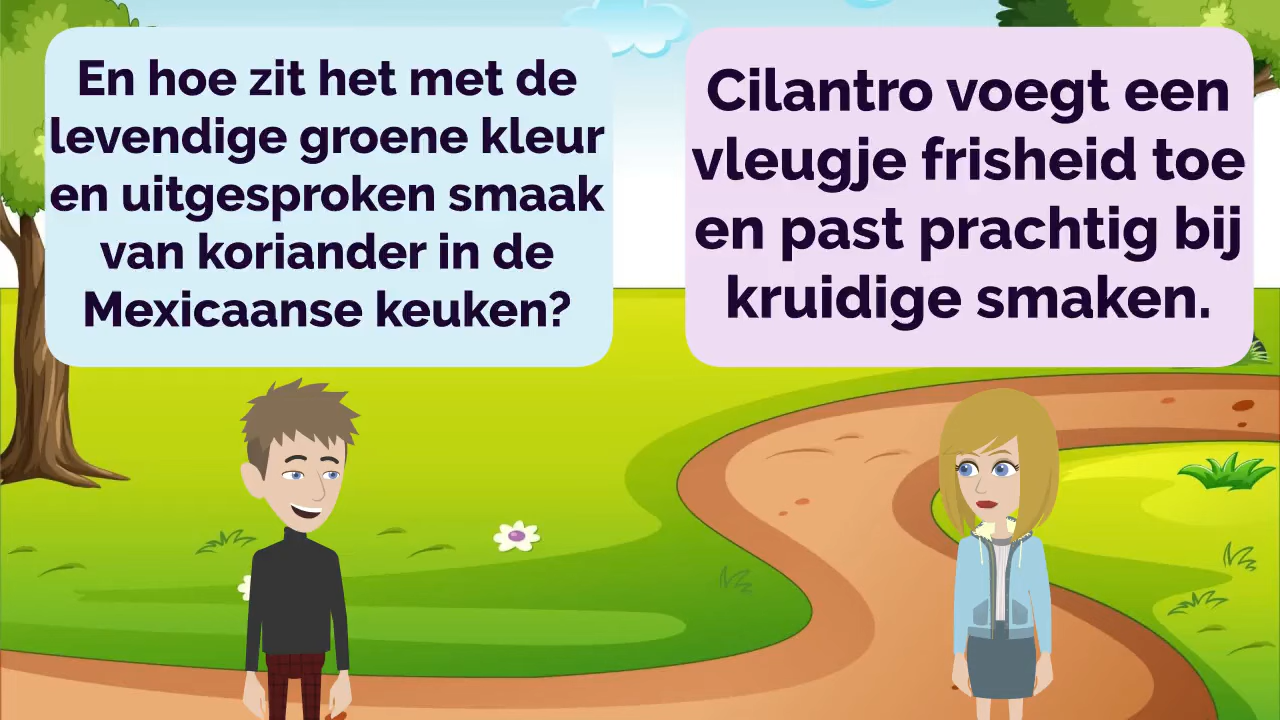 En hoe zit het met de
levendige groene kleur
en uitgesproken smaak
van koriander in de
Mexicaanse keuken?
Cilantro voegt een
vleugje frisheid toe
en past prachtig bij
kruidige smaken.